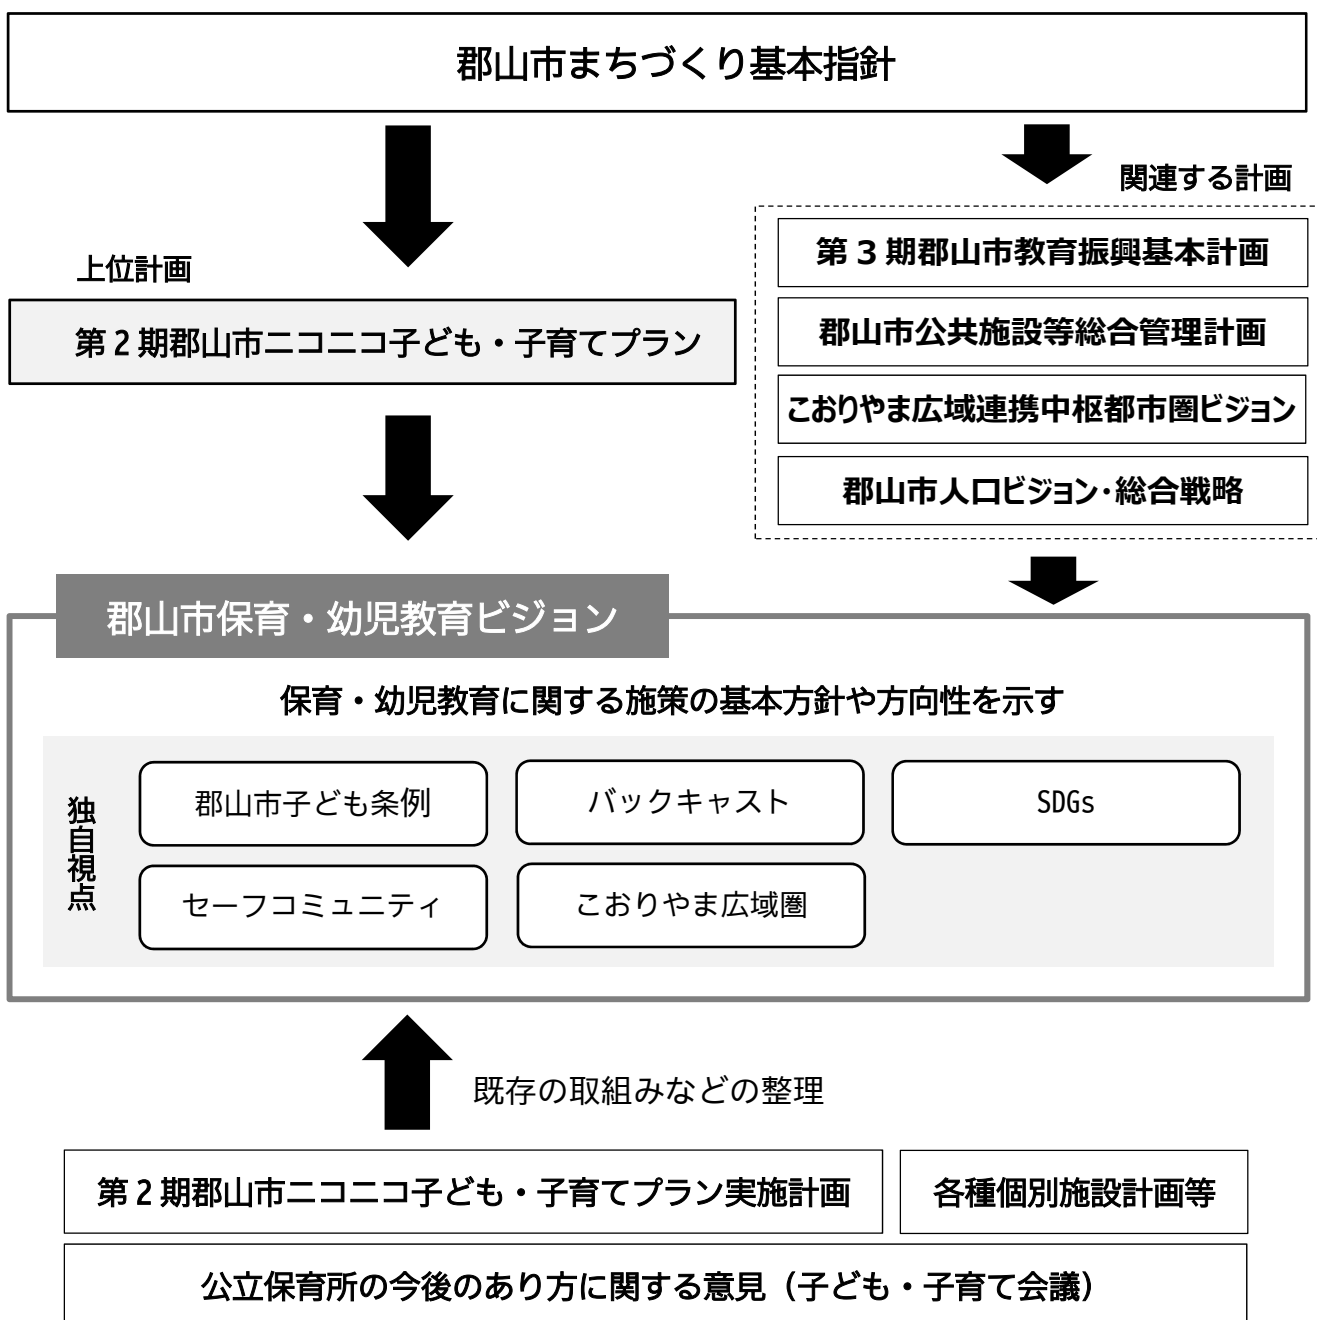 郡山市まちづくり基本指針
関連する計画
第3期郡山市教育振興基本計画
郡山市公共施設等総合管理計画
こおりやま広域連携中枢都市圏ビジョン
郡山市人口ビジョン･総合戦略
上位計画
第2期郡山市ニコニコ子ども・子育てプラン
郡山市保育・幼児教育ビジョン
保育・幼児教育に関する施策の基本方針や方向性を示す
独自視点
郡山市子ども条例
バックキャスト
SDGs
セーフコミュニティ
こおりやま広域圏
既存の取組みなどの整理
第2期郡山市ニコニコ子ども・子育てプラン実施計画
各種個別施設計画等
公立保育所の今後のあり方に関する意見（子ども・子育て会議）